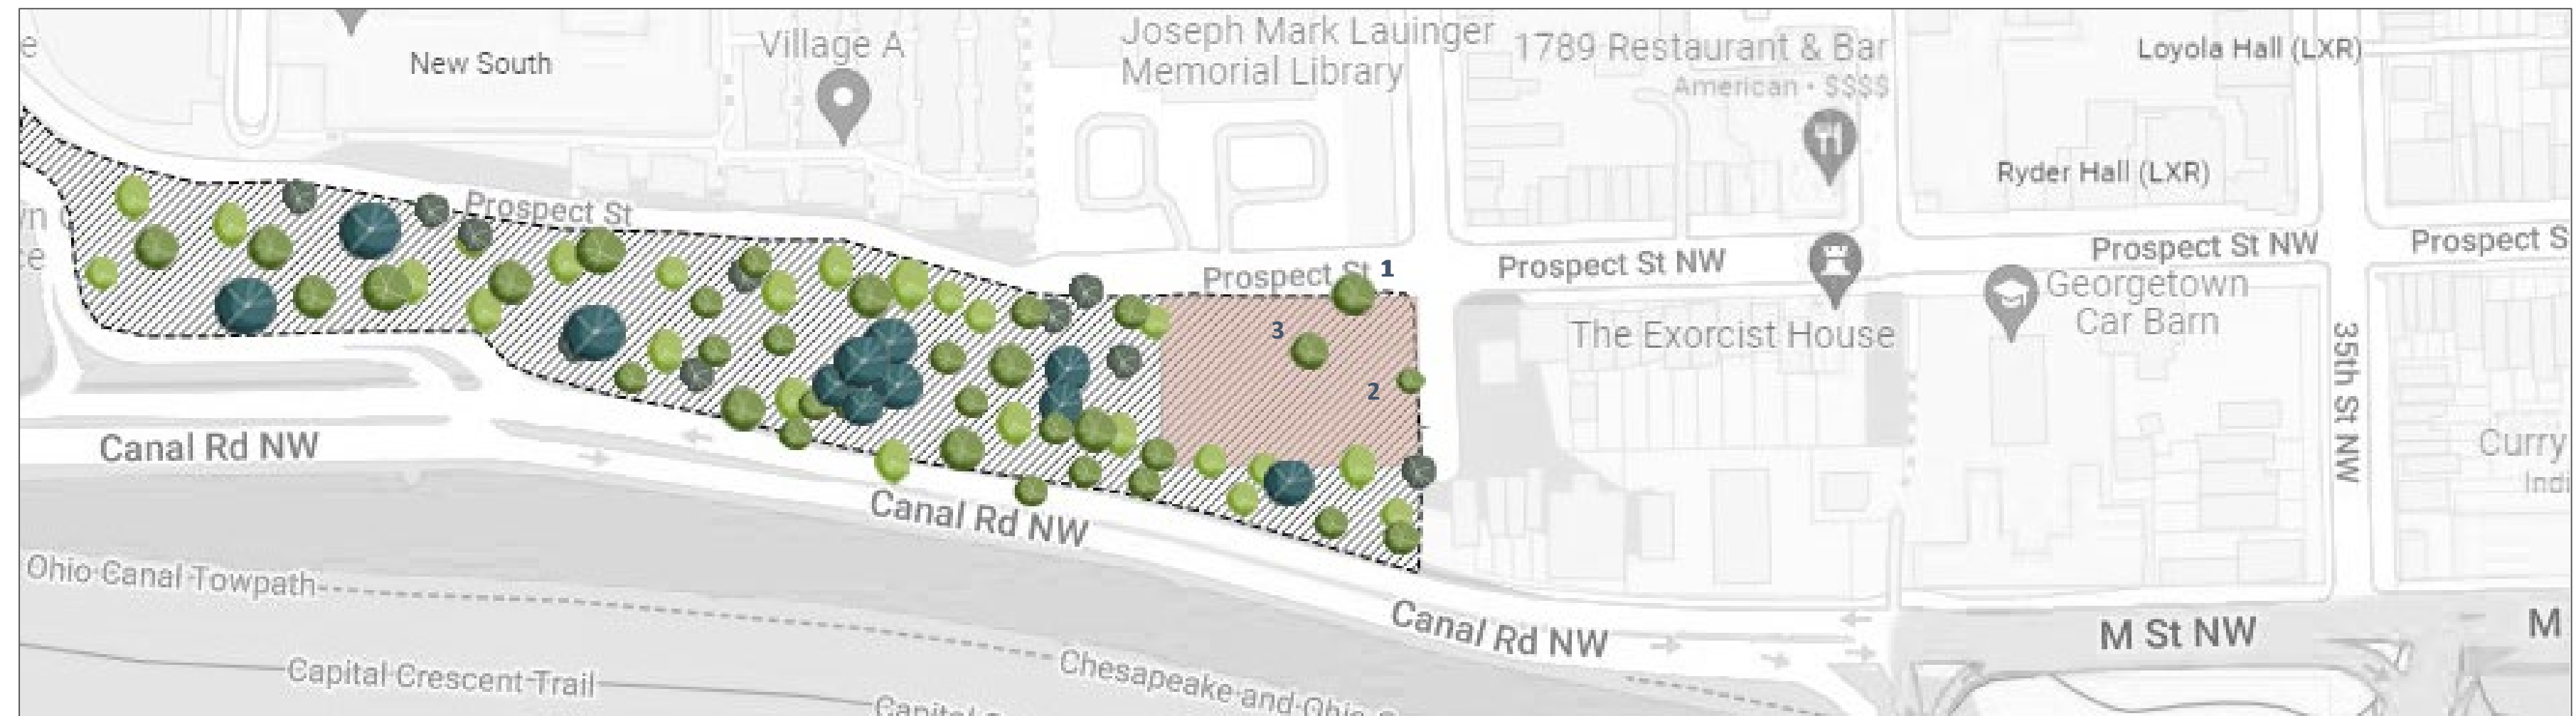 New South
Village A
Joseph Mark Lauinger
Memorial Library
1789 Restaurant & Bar
American • $$$$
Loyola Hall (LXR)
Ryder Hall (LXR)
Prospect St
Prospect St
1
Prospect St NW
Prospect St NW
Prospect S
3
2
The Exorcist House
Georgetown
Car Barn
35th St NW
Curry
Indi
Canal Rd NW
Canal Rd NW
Canal Rd NW
M St NW
M
Ohio Canal Towpath
Capital Crescent Trail
Chesapeake and Ohio